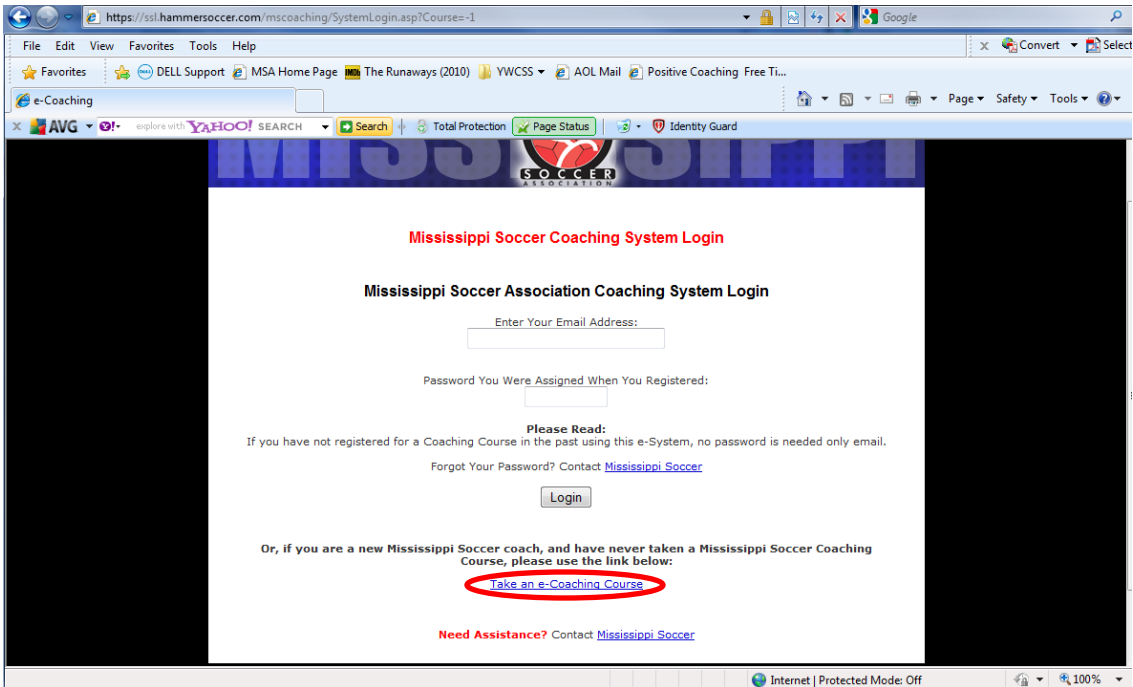 https://ssl.hammersoccer.com/mscoaching/SystemLogin.asp?Course=-1
Google
File Edit View Favorites Tools Help
x Convert Select
Favorites DELL Support MSA Home Page The Runaways (2010) YWCSS AOL Mail Positive Coaching Free Ti...
e-Coaching
Page Safety Tools
X AVG explore with YAHOO! SEARCH Search Total Protection Page Status Identity Guard
MISSISSIPPI
SOCCER
ASSOCIATION
Mississippi Soccer Coaching System Login
Mississippi Soccer Association Coaching System Login
Enter Your Email Address:
Password You Were Assigned When You Registered:
Please Read:
If you have not registered for a Coaching Course in the past using this e-System, no password is needed only email.
Forgot Your Password? Contact Mississippi Soccer
Login
Or, if you are a new Mississippi Soccer coach, and have never taken a Mississippi Soccer Coaching
Course, please use the link below:
Take an e-Coaching Course
Need Assistance? Contact Mississippi Soccer
Internet | Protected Mode: Off
100%